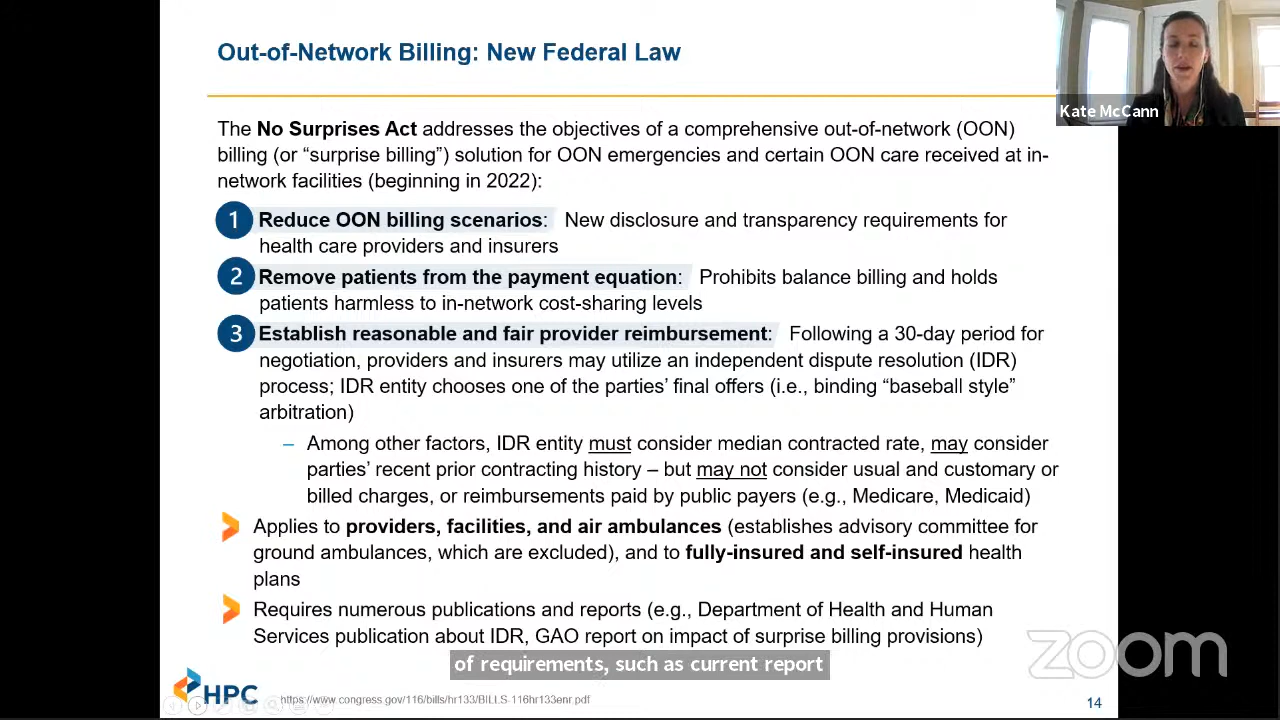 Out-of-Network Billing: New Federal Law
Kate McCann
The No Surprises Act addresses the objectives of a comprehensive out-of-network (OON)
billing (or “surprise billing”) solution for OON emergencies and certain OON care received at in-
network facilities (beginning in 2022):
1 Reduce OON billing scenarios: New disclosure and transparency requirements for
health care providers and insurers
2 Remove patients from the payment equation: Prohibits balance billing and holds
patients harmless to in-network cost-sharing levels
3 Establish reasonable and fair provider reimbursement: Following a 30-day period for
negotiation, providers and insurers may utilize an independent dispute resolution (IDR)
process; IDR entity chooses one of the parties’ final offers (i.e., binding “baseball style”
arbitration)
– Among other factors, IDR entity must consider median contracted rate, may consider
parties’ recent prior contracting history – but may not consider usual and customary or
billed charges, or reimbursements paid by public payers (e.g., Medicare, Medicaid)
Applies to providers, facilities, and air ambulances (establishes advisory committee for
ground ambulances, which are excluded), and to fully-insured and self-insured health
plans
Requires numerous publications and reports (e.g., Department of Health and Human
Services publication about IDR, GAO report on impact of surprise billing provisions)
of requirements, such as current report
zoom
HPC
https://www.congress.gov/116/bills/hr133/BILLS-116hr133enr.pdf
14